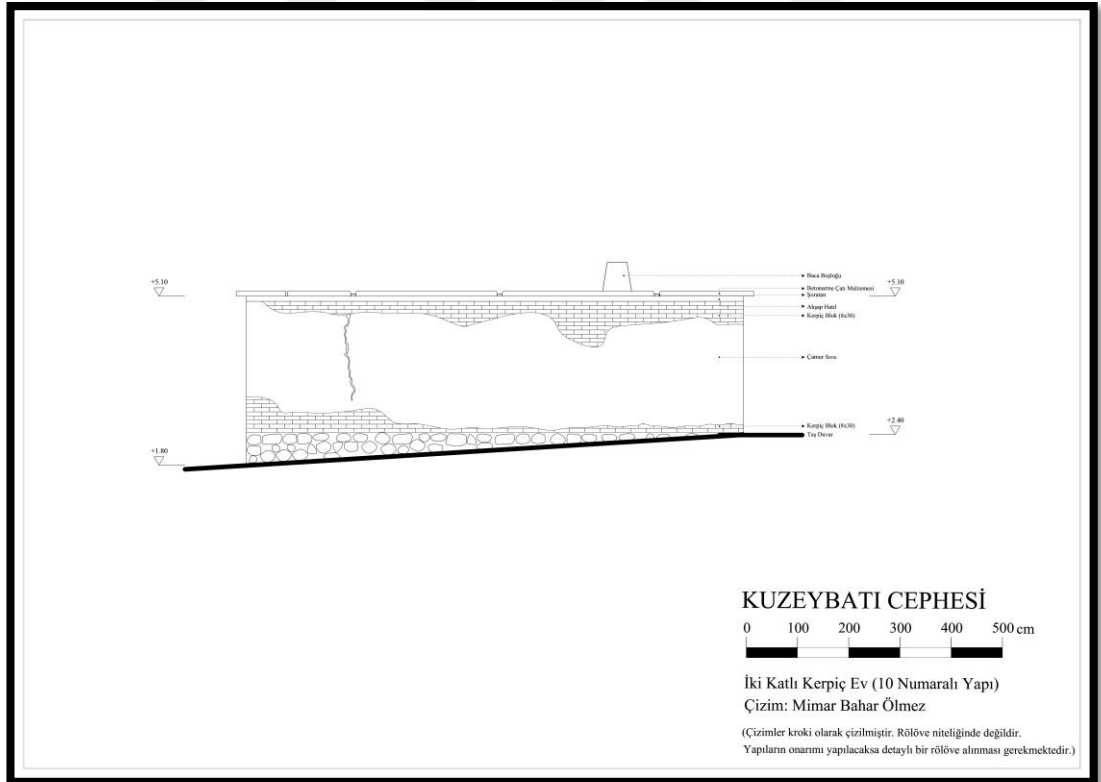 Baca Boşluğu
+5.10
Betonarme Çatı Malzemesi
+5.10
Şoratan
Ahşap Hatıl
Kerpiç Blok (8x30)
Çamur Sıva
+2.40
Kerpiç Blok (8x30)
Taş Duvar
+1.80
KUZEYBATI CEPHESİ
0 100 200 300 400 500 cm
İki Katlı Kerpiç Ev (10 Numaralı Yapı)
Çizim: Mimar Bahar Ölmez
(Çizimler kroki olarak çizilmiştir. Rölöve niteliğinde değildir.
Yapıların onarımı yapılacaksa detaylı bir rölöve alınması gerekmektedir.)